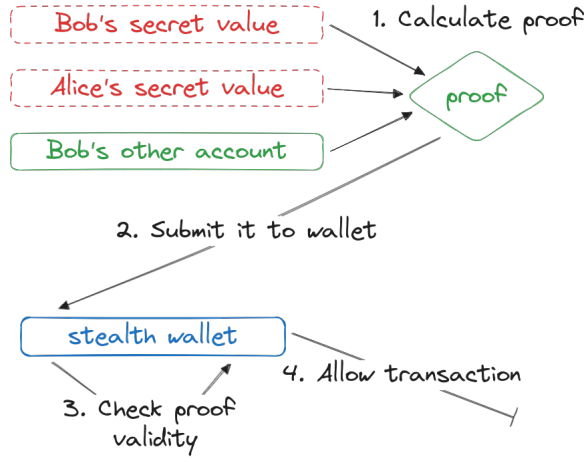 Bob's secret value
1. Calculate proof
Alice's secret value
proof
Bob's other account
2. Submit it to wallet
stealth wallet
4. Allow transaction
3. Check proof
validity